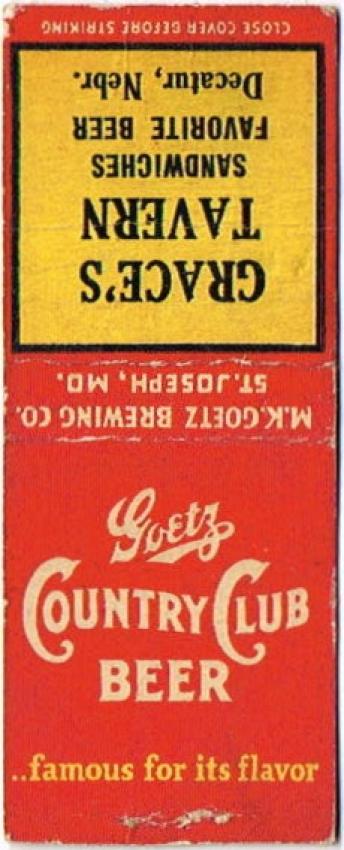 Goetz
COUNTRY CLUB
BEER
..famous for its flavor
M.K.GOETZ BREWING CO.
ST.JOSEPH, MO.
GRACE'S
TAVERN
SANDWICHES
FAVORITE BEER
Decatur, Nebr.
CLOSE COVER BEFORE STRIKING